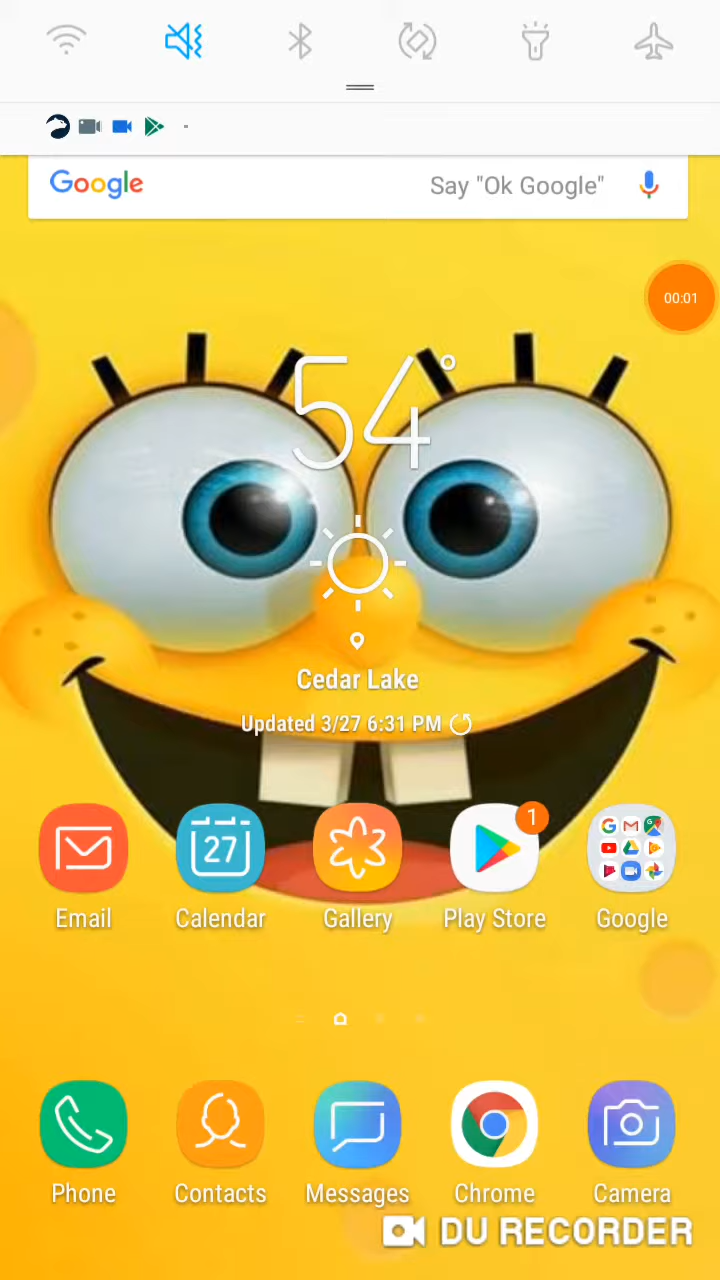 Google Say "Ok Google"
00:01
54°
Cedar Lake
Updated 3/27 6:31 PM
1
27
Email Calendar Gallery Play Store Google
Phone Contacts Messages Chrome Camera
DU RECORDER